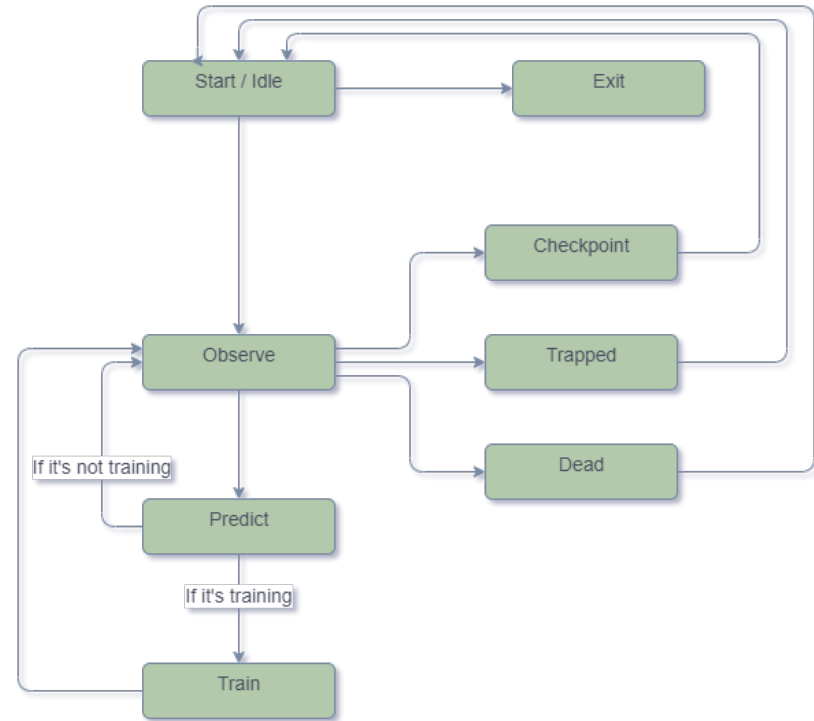 Start / Idle
Exit
Checkpoint
Observe
Trapped
Dead
If it's not training
Predict
If it's training
Train